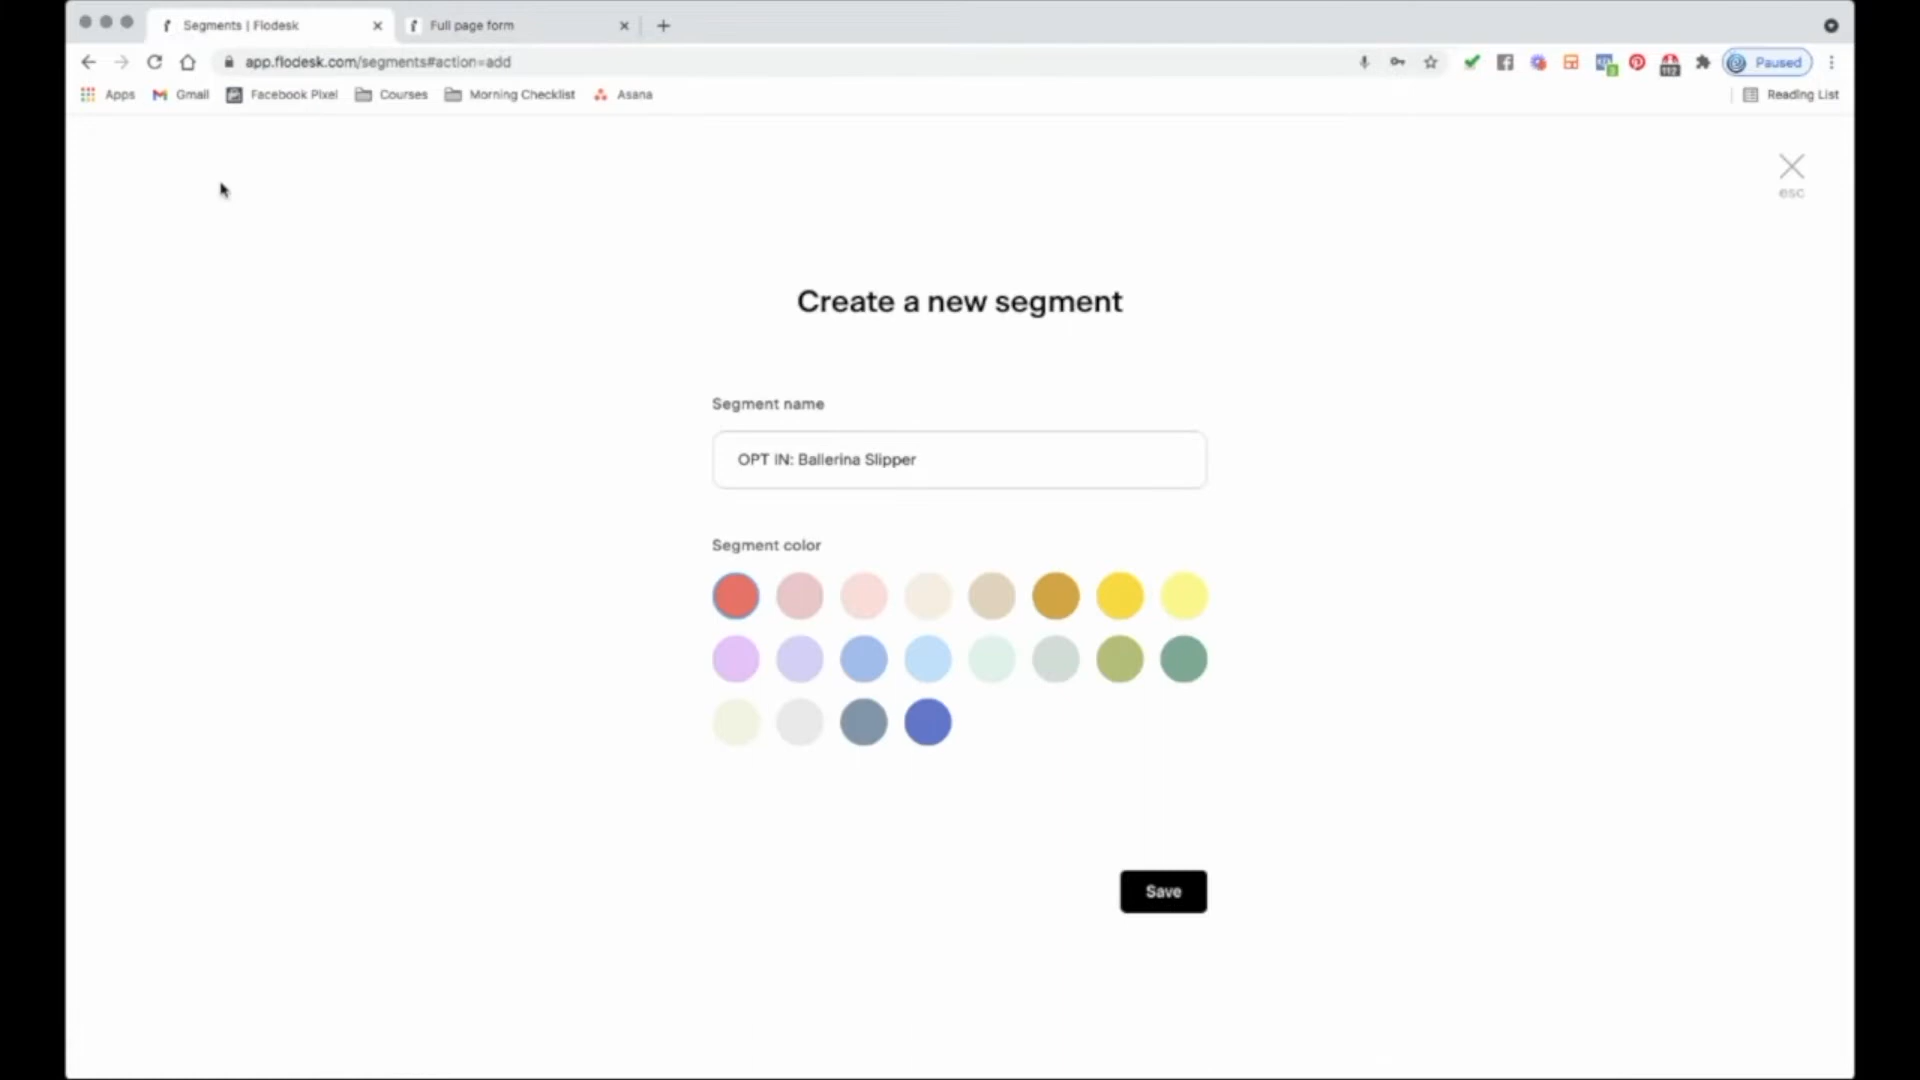 Segments | Flodesk
Full page form
app.flodesk.com/segments#action=add
Paused
Apps
Gmail
Facebook Pixel
Courses
Morning Checklist
Asana
Reading List
esc
Create a new segment
Segment name
OPT IN: Ballerina Slipper
Segment color
Save